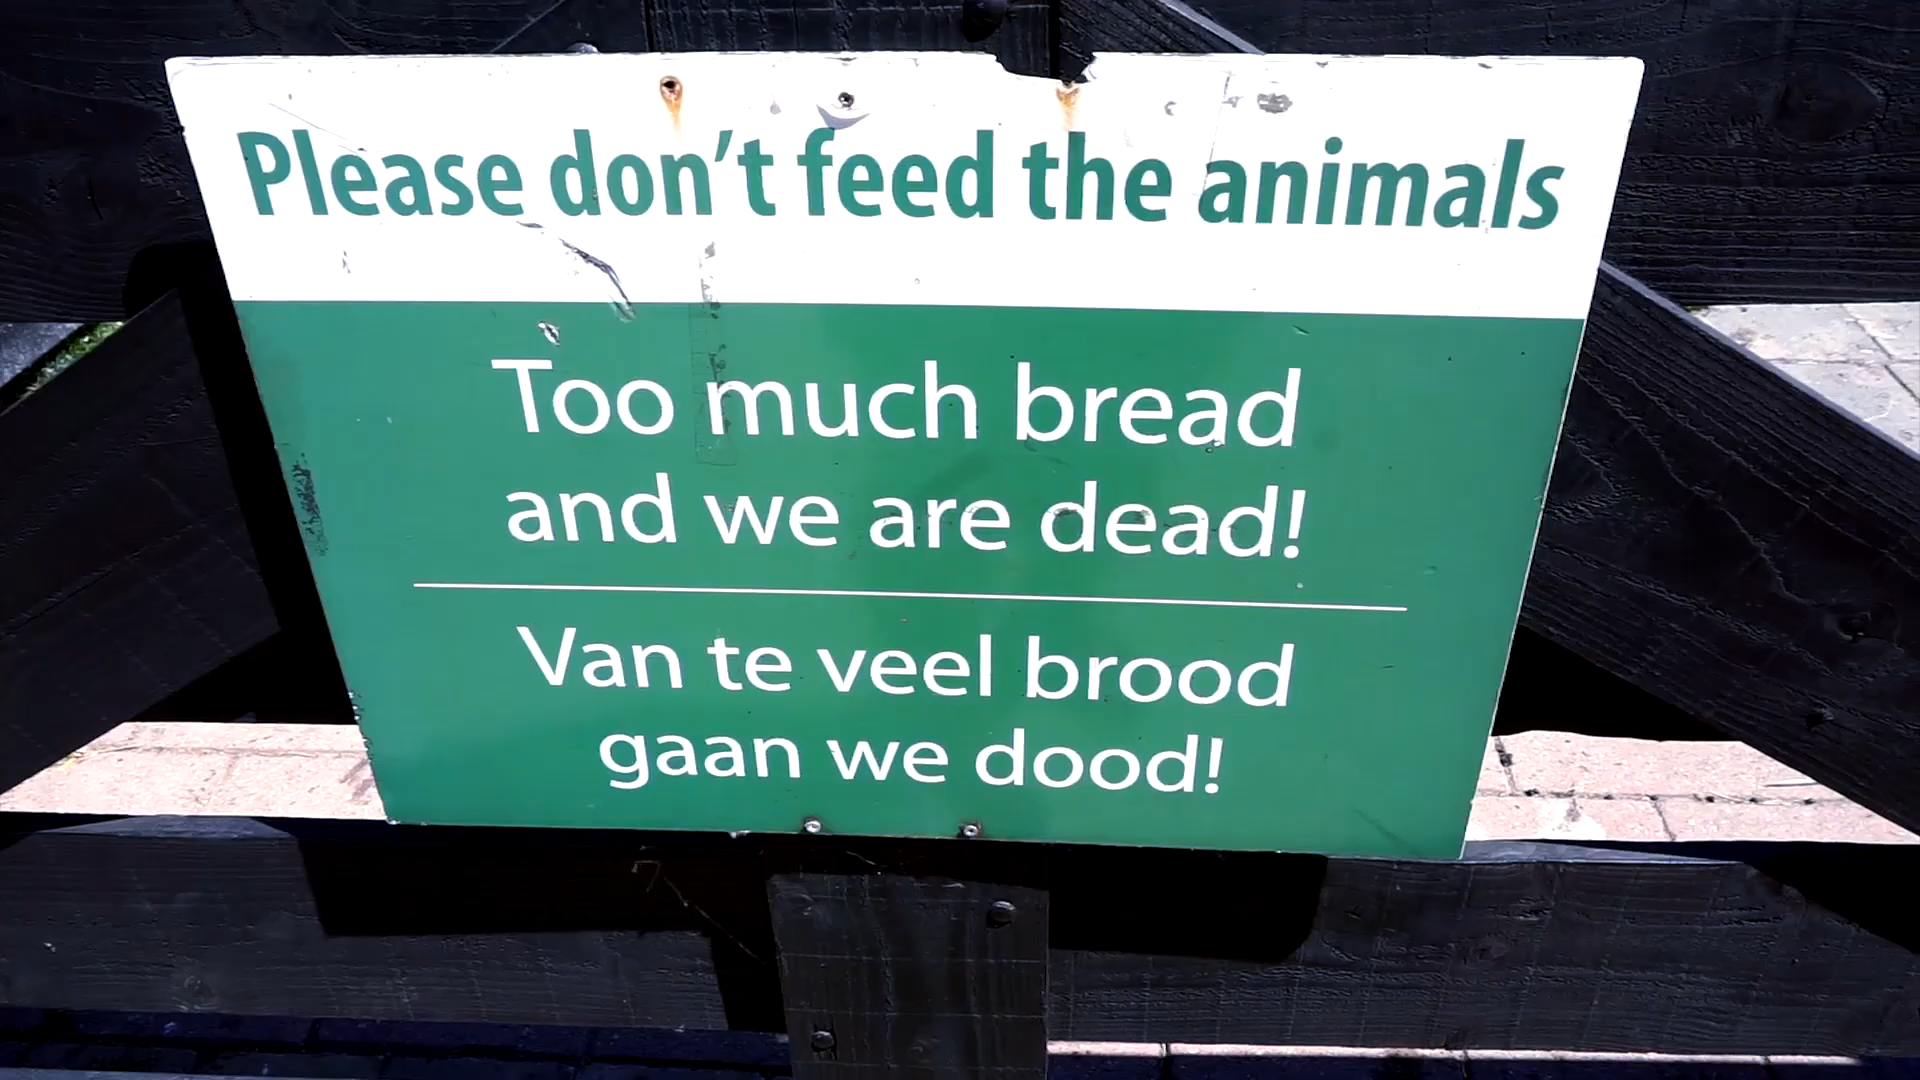 Please don't feed the animals
Too much bread
and we are dead!
Van te veel brood
gaan we dood!